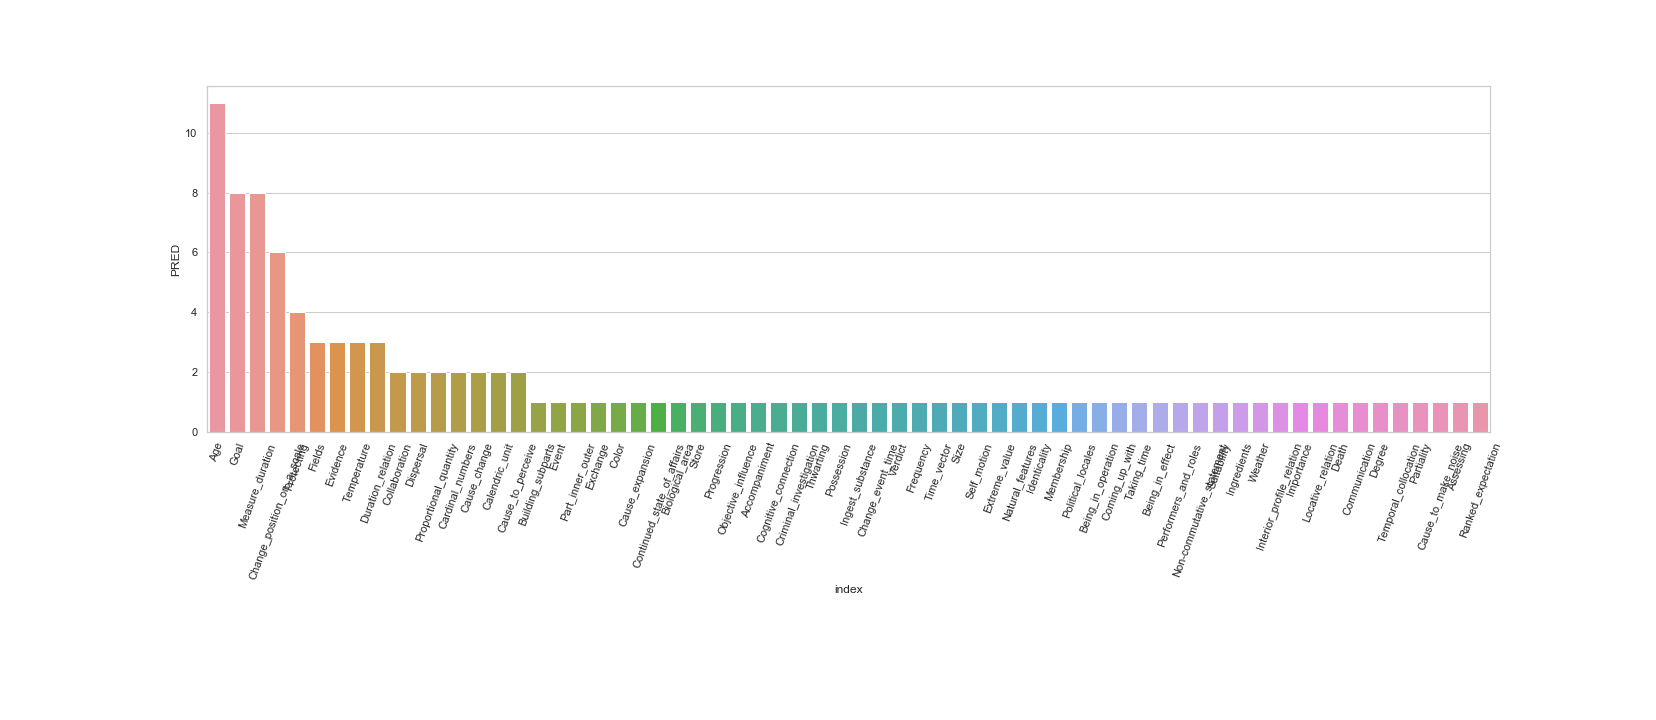 10
8
6
4
2
0
PRED
Age
Goal
Measure_duration
Change_position_on_a_scale
Protecting
Fields
Evidence
Temperature
Duration_relation
Collaboration
Dispersal
Proportional_quantity
Cardinal_numbers
Cause_change
Calendric_unit
Cause_to_perceive
Building_subparts
Event
Part_inner_outer
Exchange
Color
Cause_expansion
Continued_state_of_affairs
Biological_area
Store
Progression
Objective_influence
Accompaniment
Cognitive_connection
Criminal_investigation
Thwarting
Possession
Ingest_substance
Change_event_time
Verdict
Frequency
Time_vector
Size
Self_motion
Extreme_value
Natural_features
Identicality
Membership
Political_locales
Being_in_operation
Coming_up_with
Taking_time
Being_in_effect
Performers_and_roles
Non-commutative_statement
Suitability
Ingredients
Weather
Interior_profile_relation
Importance
Locative_relation
Death
Communication
Degree
Temporal_collocation
Partiality
Cause_to_make_noise
Assessing
Ranked_expectation
index